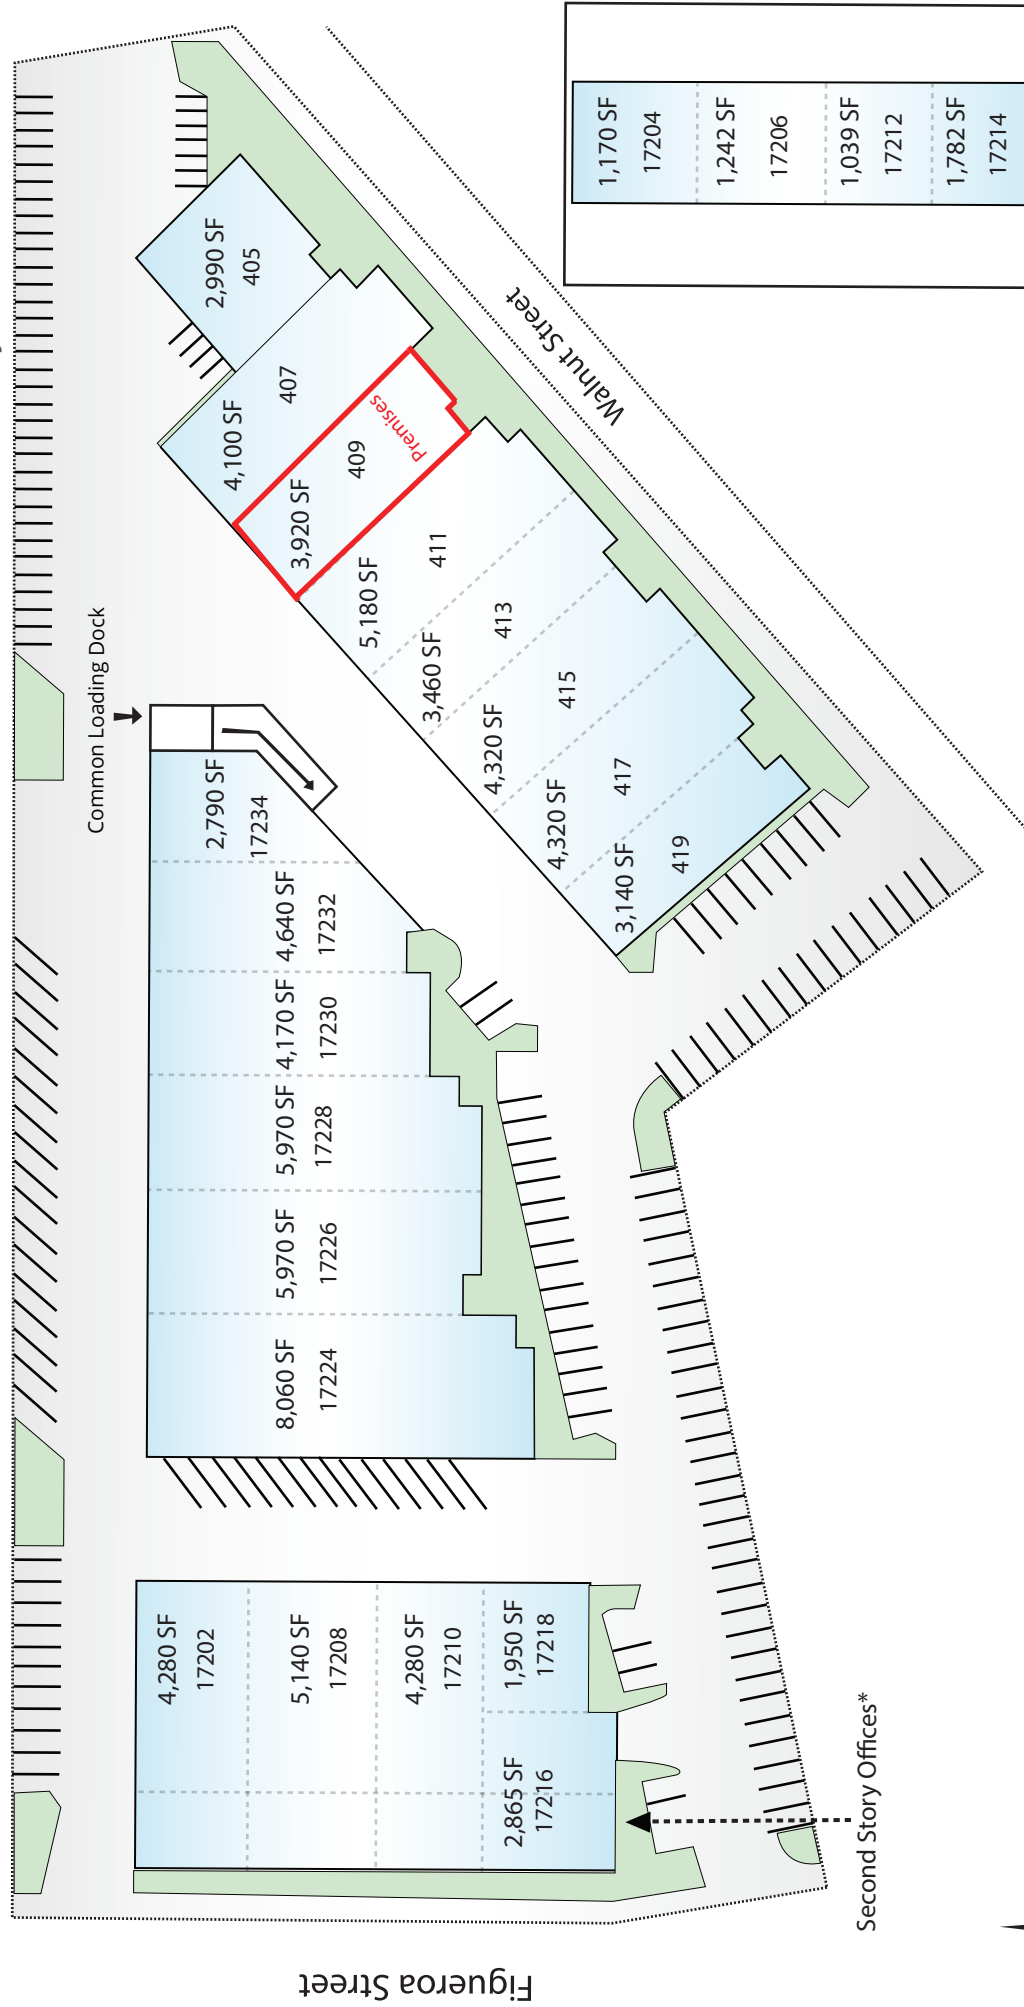 2,990 SF
405
4,100 SF
407
3,920 SF
409
Premises
5,180 SF
411
3,460 SF
413
4,320 SF
415
4,320 SF
417
3,140 SF
419
Walnut Street
Common Loading Dock
2,790 SF
17234
4,640 SF
17232
4,170 SF
17230
5,970 SF
17228
5,970 SF
17226
8,060 SF
17224
4,280 SF
17202
5,140 SF
17208
4,280 SF
17210
1,950 SF
17218
2,865 SF
17216
Second Story Offices*
Figueroa Street
1,170 SF
17204
1,242 SF
17206
1,039 SF
17212
1,782 SF
17214